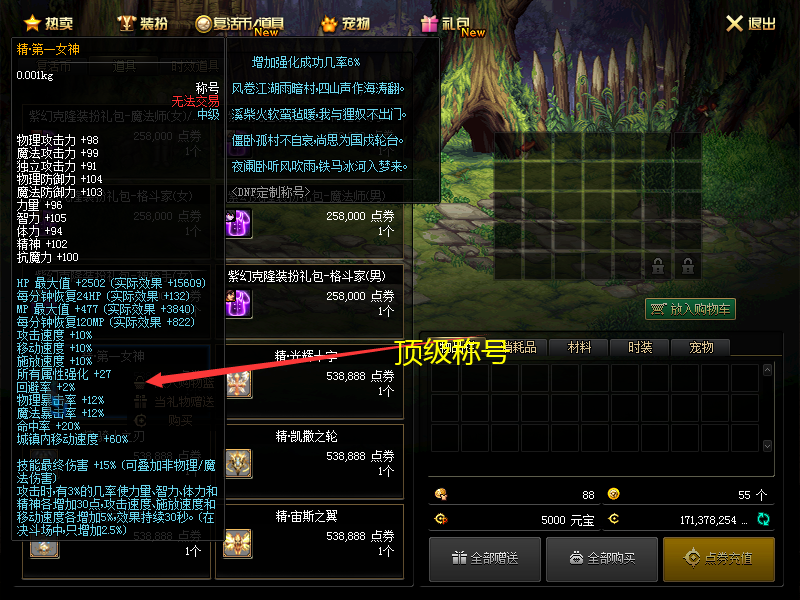 热卖
装扮
复活币/道具
New
宠物
礼包
New
退出
精·第一女神
0.001kg
称号
无法交易
中级
物理攻击力 +98
魔法攻击力 +99
独立攻击力 +91
物理防御力 +104
魔法防御力 +103
力量 +96
智力 +105
体力 +94
精神 +102
抗魔力 +100
HP 最大值 +2502 (实际效果 +15609)
每分钟恢复24HP (实际效果 +132)
MP 最大值 +477 (实际效果 +3840)
每分钟恢复120MP (实际效果 +822)
攻击速度 +10%
移动速度 +10%
施放速度 +10%
所有属性强化 +27
回避率 +2%
物理暴击率 +12%
魔法暴击率 +12%
命中率 +20%
城镇内移动速度 +60%
技能最终伤害 +15% (可叠加非物理/魔
法伤害)
攻击时,有3%的几率使力量、智力、体力和
精神各增加30点,攻击速度、施放速度和
移动速度各增加5%,效果持续30秒。(在
决斗场中,只增加2.5%)
1个
增加强化成功几率6%
风卷江湖雨暗村,四山声作海涛翻。
溪柴火软蛮毡暖,我与狸奴不出门。
僵卧孤村不自哀,尚思为国戍轮台。
夜阑卧听风吹雨,铁马冰河入梦来。
<DNF定制称号>
258,000 点券
1个
紫幻克隆装扮礼包-格斗家(男)
258,000 点券
1个
精·光辉十字
538,888 点券
1个
精·凯撒之轮
538,888 点券
1个
精·宙斯之翼
538,888 点券
1个
顶级称号
放入购物车
消耗品
材料
时装
宠物
88
55 个
5000 元宝
171,378,254 ...
全部赠送
全部购买
点券充值